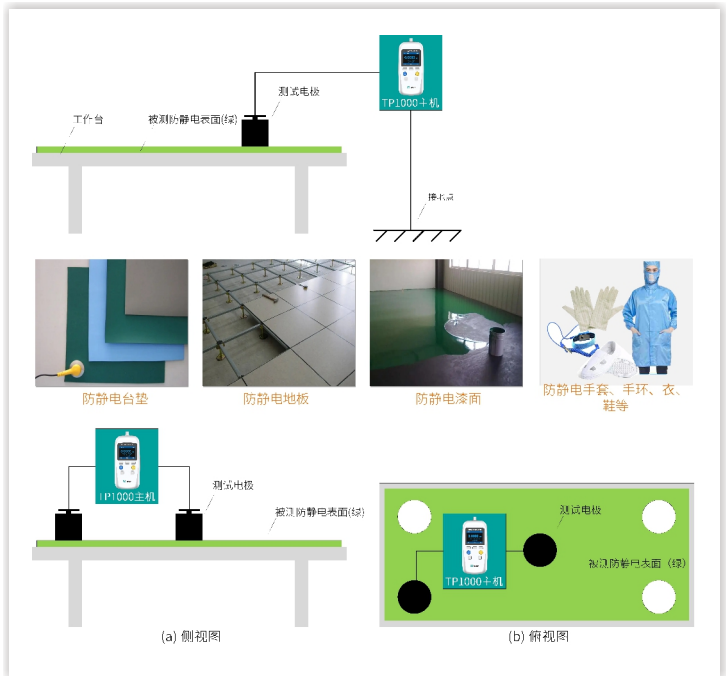 测试电极
TP1000主机
工作台
被测防静电表面(绿)
防静电台垫
防静电地板
防静电漆面
防静电手套、手环、衣、
鞋等
TP1000主机
测试电极
被测防静电表面(绿)
测试电极
被测防静电表面（绿）
TP1000主机
(a) 侧视图
(b) 俯视图